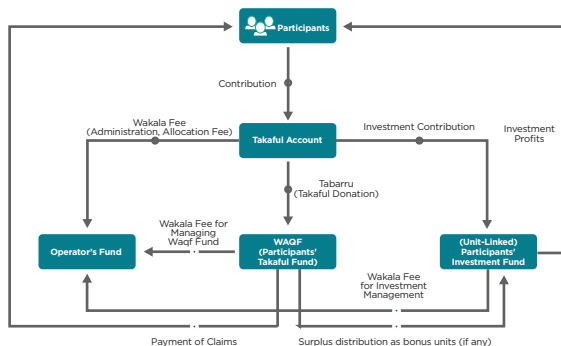 Participants
Contribution
Wakala Fee
(Administration, Allocation Fee)
Takaful Account
Investment Contribution
Investment
Profits
Tabarru
(Takaful Donation)
Wakala Fee for
Managing
Waqf Fund
Operator's Fund
WAQF
(Participants'
Takaful Fund)
(Unit-Linked)
Participants'
Investment Fund
Wakala Fee
for Investment
Management
Payment of Claims
Surplus distribution as bonus units (if any)